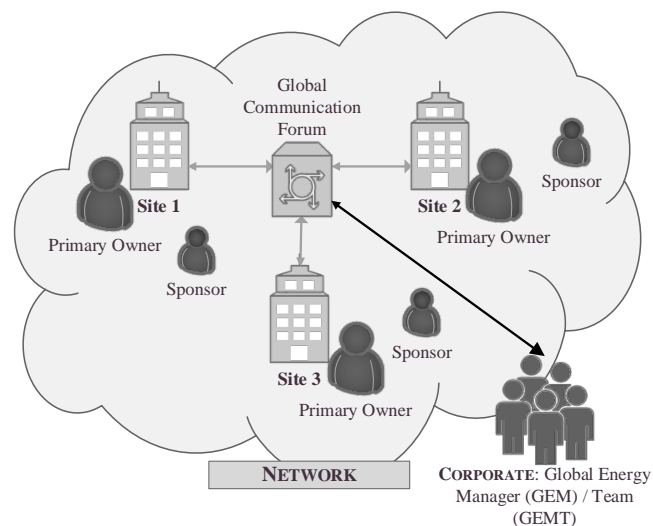 Global
Communication
Forum
Site 1
Primary Owner
Sponsor
Site 2
Primary Owner
Sponsor
Site 3
Primary Owner
Sponsor
NETWORK
CORPORATE: Global Energy
Manager (GEM) / Team
(GEMT)